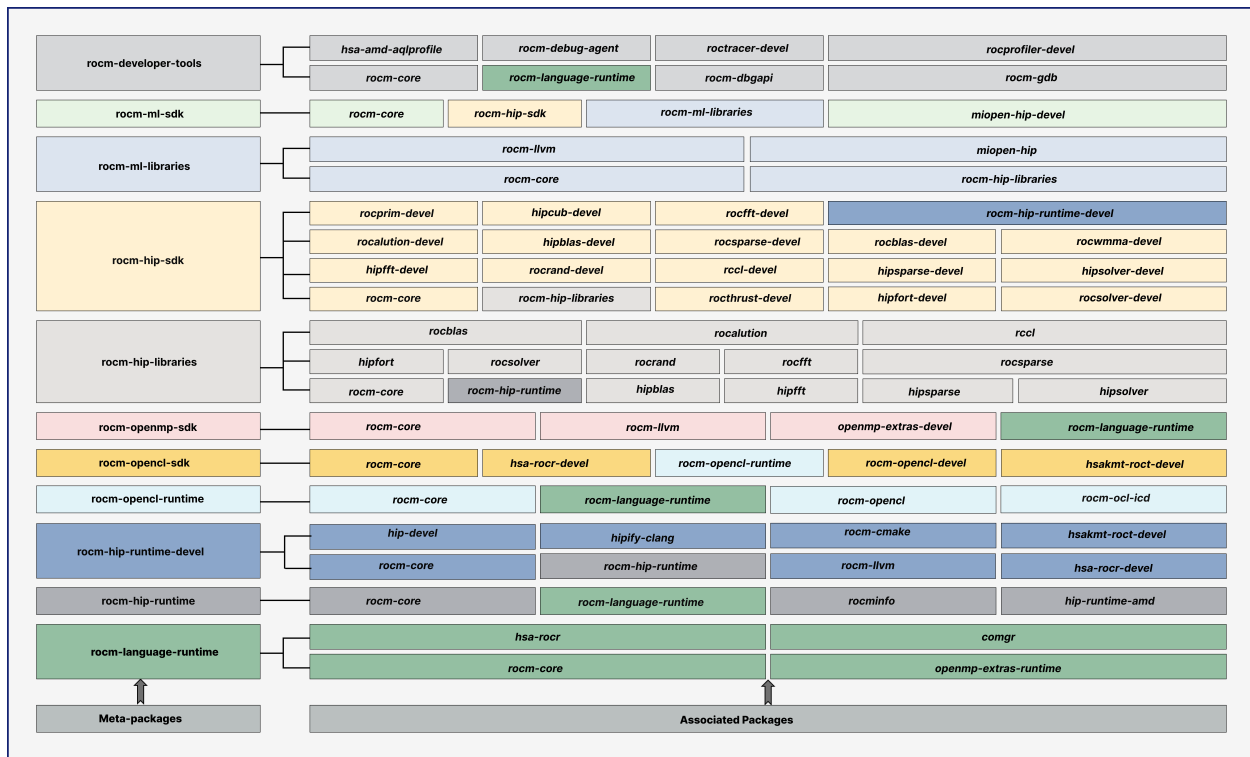 rocm-developer-tools
hsa-amd-aqlprofile rocm-debug-agent roctracer-devel rocprofiler-devel
rocm-core rocm-language-runtime rocm-dbgapi rocm-gdb
rocm-ml-sdk
rocm-core rocm-hip-sdk rocm-ml-libraries miopen-hip-devel
rocm-ml-libraries
rocm-llvm miopen-hip
rocm-core rocm-hip-libraries
rocm-hip-sdk
rocprim-devel hipcub-devel rocfft-devel rocm-hip-runtime-devel
rocalution-devel hipblas-devel rocsparse-devel rocblas-devel rocwmma-devel
hipfft-devel rocrand-devel rccl-devel hipsparse-devel hipsolver-devel
rocm-core rocm-hip-libraries rocthrust-devel hipfort-devel rocsolver-devel
rocm-hip-libraries
rocblas rocalution rccl
hipfort rocsolver rocrand rocfft rocsparse
rocm-core rocm-hip-runtime hipblas hipfft hipsparse hipsolver
rocm-openmp-sdk
rocm-core rocm-llvm openmp-extras-devel rocm-language-runtime
rocm-opencl-sdk
rocm-core hsa-rocr-devel rocm-opencl-runtime rocm-opencl-devel hsakmt-roct-devel
rocm-opencl-runtime
rocm-core rocm-language-runtime rocm-opencl rocm-ocl-icd
rocm-hip-runtime-devel
hip-devel hipify-clang rocm-cmake hsakmt-roct-devel
rocm-core rocm-hip-runtime rocm-llvm hsa-rocr-devel
rocm-hip-runtime
rocm-core rocm-language-runtime rocminfo hip-runtime-amd
rocm-language-runtime
hsa-rocr comgr
rocm-core openmp-extras-runtime
Meta-packages
Associated Packages